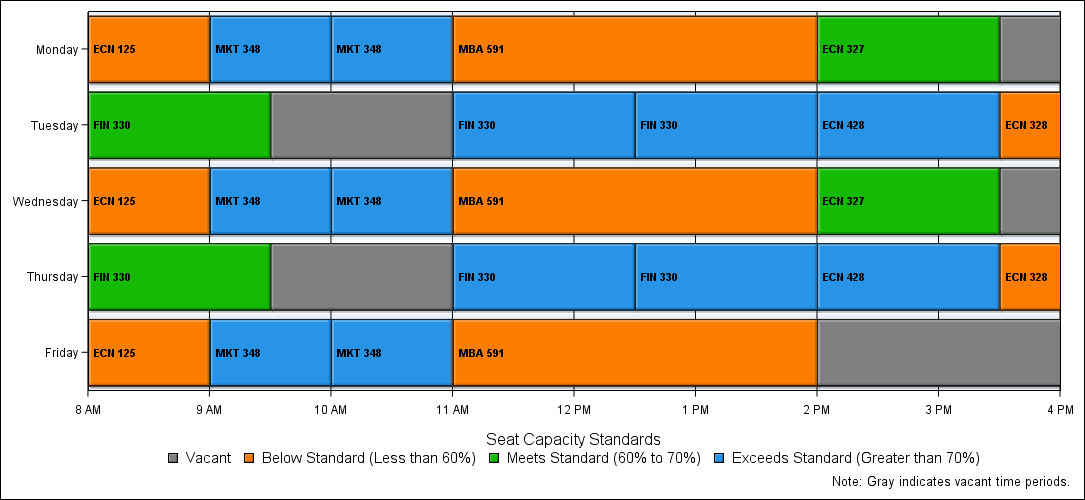 Monday ECN 125 MKT 348 MKT 348 MBA 591 ECN 327
Tuesday FIN 330 FIN 330 FIN 330 ECN 428 ECN 328
Wednesday ECN 125 MKT 348 MKT 348 MBA 591 ECN 327
Thursday FIN 330 FIN 330 FIN 330 ECN 428 ECN 328
Friday ECN 125 MKT 348 MKT 348 MBA 591
8 AM 9 AM 10 AM 11 AM 12 PM 1 PM 2 PM 3 PM 4 PM
Seat Capacity Standards
Vacant Below Standard (Less than 60%) Meets Standard (60% to 70%) Exceeds Standard (Greater than 70%)
Note: Gray indicates vacant time periods.